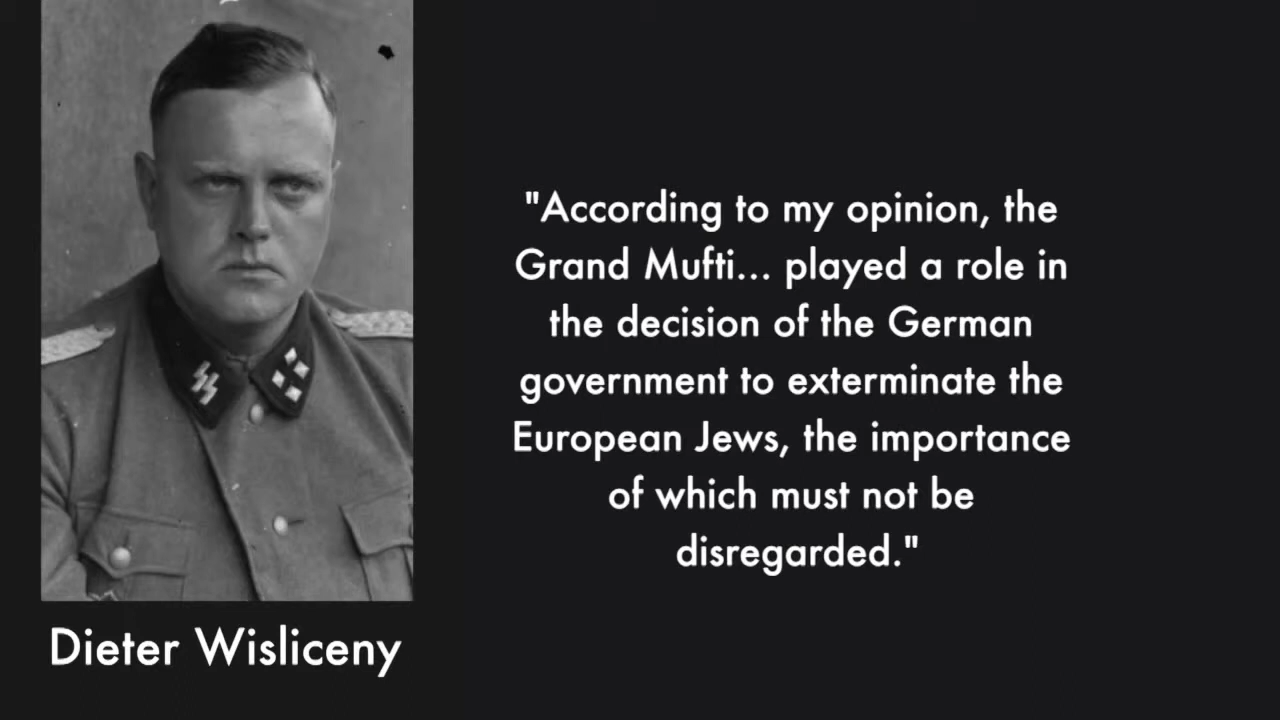 "According to my opinion, the
Grand Mufti... played a role in
the decision of the German
government to exterminate the
European Jews, the importance
of which must not be
disregarded."
Dieter Wisliceny